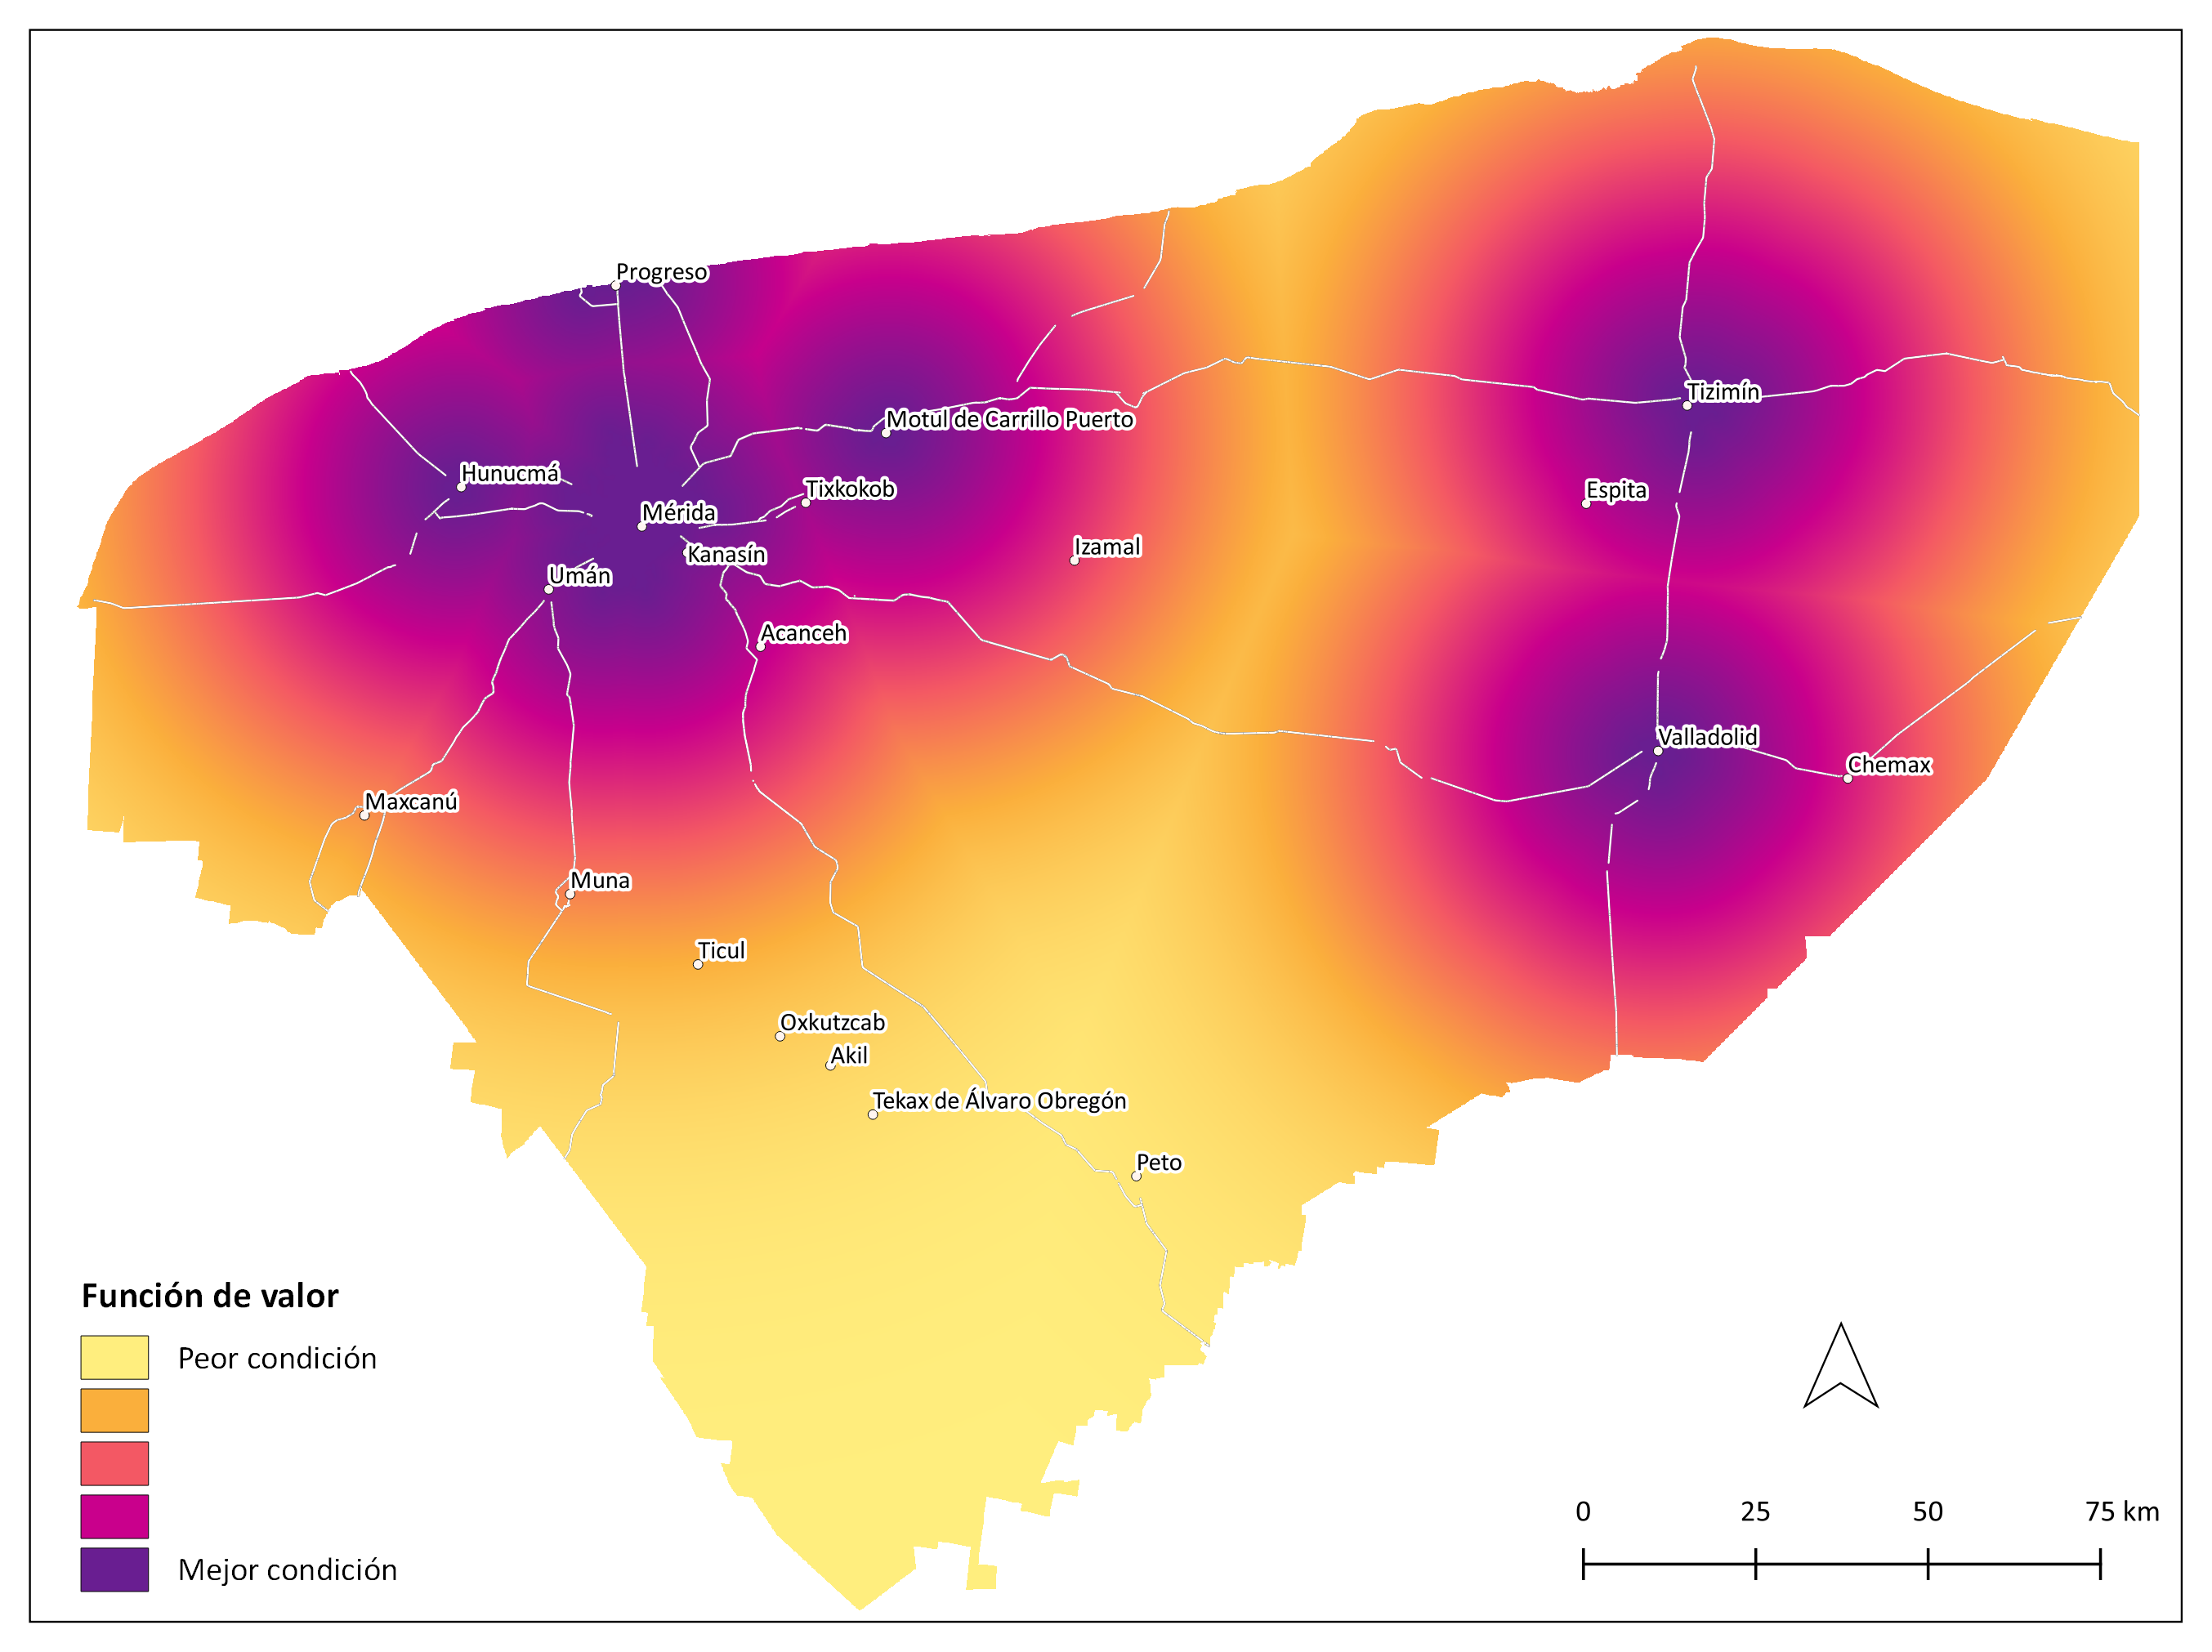 Progreso
Tizimín
Motul de Carrillo Puerto
Hunucmá
Tixkokob
Espita
Mérida
Izamal
Kanasín
Umán
Acanceh
Valladolid
Chemax
Maxcanú
Muna
Ticul
Oxkutzcab
Akil
Tekax de Álvaro Obregón
Peto
Función de valor
Peor condición
Mejor condición
0 25 50 75 km